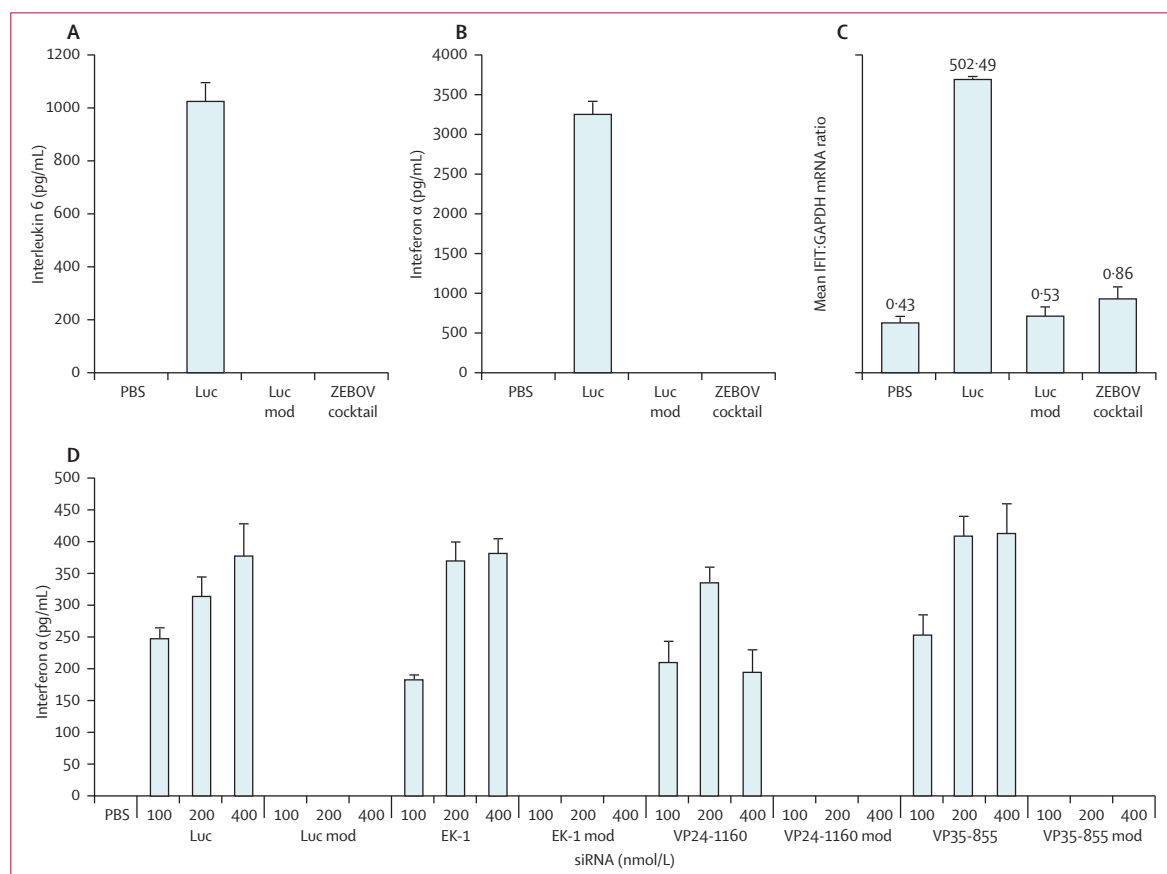 A
Interleukin 6 (pg/mL)
1200
1000
800
600
400
200
0
PBS
Luc
Luc
mod
ZEBOV
cocktail
B
Inteferon α (pg/mL)
4000
3500
3000
2500
2000
1500
1000
500
0
PBS
Luc
Luc
mod
ZEBOV
cocktail
C
Mean IFIT:GAPDH mRNA ratio
0·43
502·49
0·53
0·86
PBS
Luc
Luc
mod
ZEBOV
cocktail
D
Interferon α (pg/mL)
500
450
400
350
300
250
200
150
100
50
0
PBS 100 200 400 100 200 400 100 200 400 100 200 400 100 200 400 100 200 400 100 200 400 100 200 400
Luc Luc mod EK-1 EK-1 mod VP24-1160 VP24-1160 mod VP35-855 VP35-855 mod
siRNA (nmol/L)